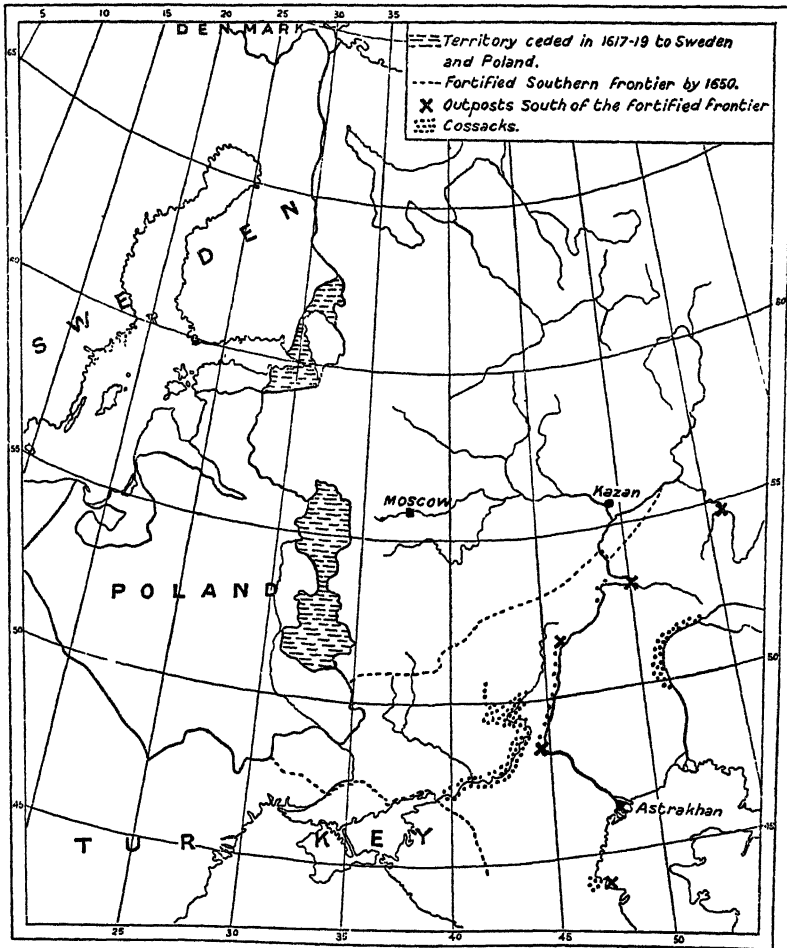 5 10 15 20 25 30 35
DENMARK
65
Territory ceded in 1617-19 to Sweden
and Poland.
Fortified Southern Frontier by 1650.
Outposts South of the Fortified Frontier
Cossacks.
SWEDEN
60 60
55 55
Moscow
Kazan
POLAND
50 50
45 45
Astrakhan
TURKEY
25 30 35 40 45 50